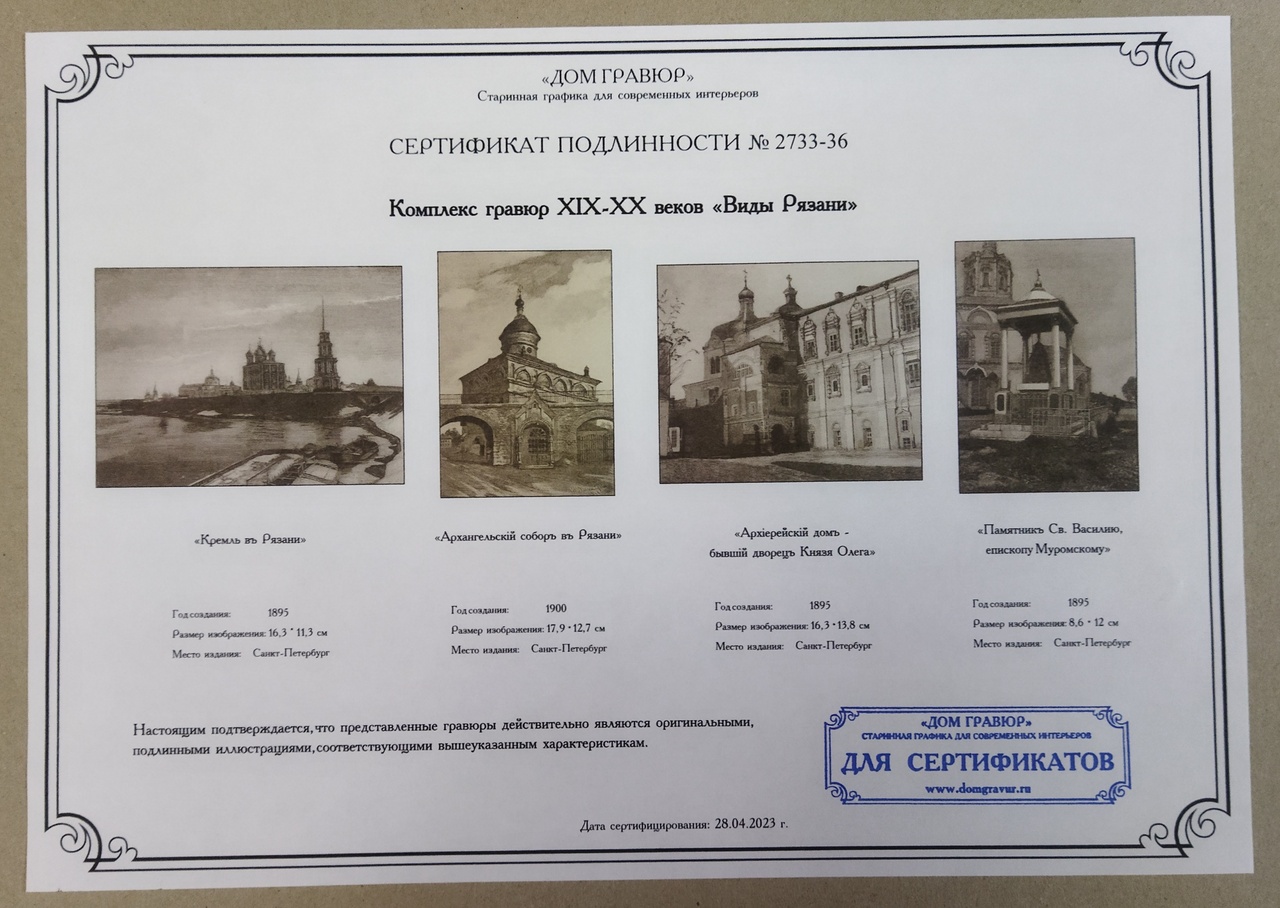 «ДОМ ГРАВЮР»
Старинная графика для современных интерьеров
СЕРТИФИКАТ ПОДЛИННОСТИ № 2733-36
Комплекс гравюр XIX-XX веков «Виды Рязани»
«Кремль въ Рязани»
Год создания: 1895
Размер изображения: 16,3 * 11,3 см
Место издания: Санкт-Петербург
«Архангельскій соборъ въ Рязани»
Год создания: 1900
Размер изображения: 17,9 * 12,7 см
Место издания: Санкт-Петербург
«Архіерейскій домъ -
бывшій дворецъ Князя Олега»
Год создания: 1895
Размер изображения: 16,3 * 13,8 см
Место издания: Санкт-Петербург
«Памятникъ Св. Василию,
епископу Муромскому»
Год создания: 1895
Размер изображения: 8,6 * 12 см
Место издания: Санкт-Петербург
Настоящим подтверждается, что представленные гравюры действительно являются оригинальными,
подлинными иллюстрациями, соответствующими вышеуказанным характеристикам.
«ДОМ ГРАВЮР»
СТАРИННАЯ ГРАФИКА ДЛЯ СОВРЕМЕННЫХ ИНТЕРЬЕРОВ
ДЛЯ СЕРТИФИКАТОВ
www.domgravur.ru
Дата сертифицирования: 28.04.2023 г.